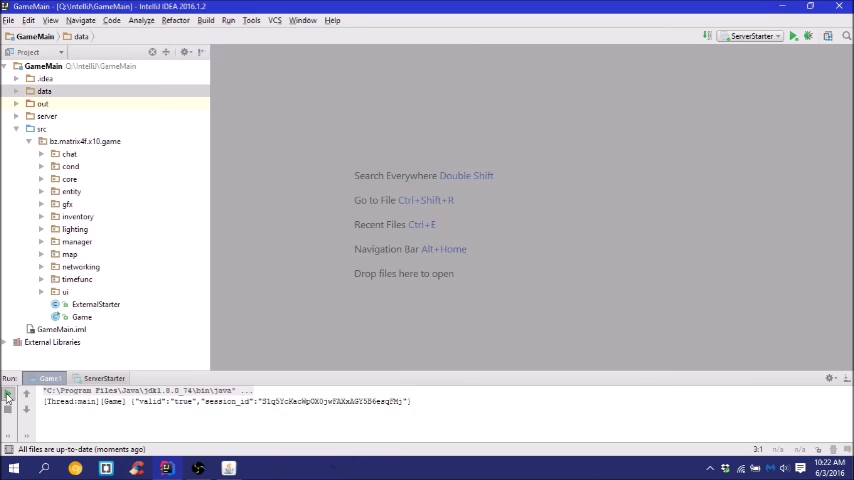 GameMain - [Q:\IntelliJ\GameMain] - IntelliJ IDEA 2016.1.2
File Edit View Navigate Code Analyze Refactor Build Run Tools VCS Window Help
GameMain data
ServerStarter
Project
GameMain Q:\IntelliJ\GameMain
.idea
data
out
server
src
bz.matrix4f.x10.game
chat
cond
core
entity
gfx
inventory
lighting
manager
map
networking
timefunc
ui
ExternalStarter
Game
GameMain.iml
External Libraries
Search Everywhere Double Shift
Go to File Ctrl+Shift+R
Recent Files Ctrl+E
Navigation Bar Alt+Home
Drop files here to open
Run: Game1 ServerStarter
"C:\Program Files\Java\jdk1.8.0_74\bin\java" ...
[Thread:main][Game] {"valid":"true","session_id":
All files are up-to-date (moments ago)
3:1 n/a n/a
10:22 AM
6/3/2016